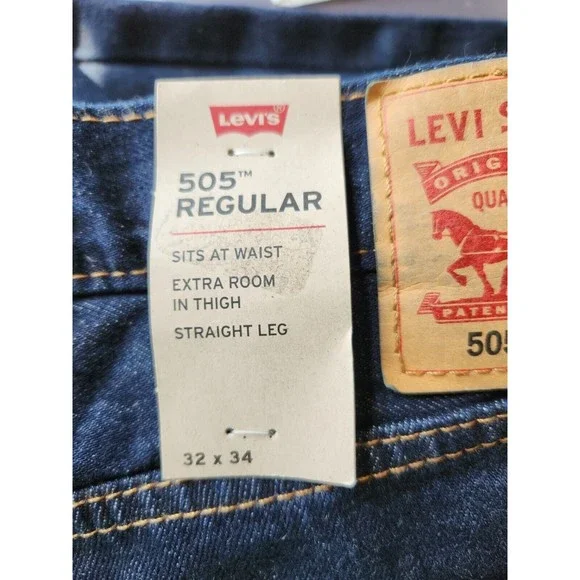 Levi's
505™
REGULAR
SITS AT WAIST
EXTRA ROOM
IN THIGH
STRAIGHT LEG
32 x 34
LEVI S
ORIG
QUA
PATEN
505